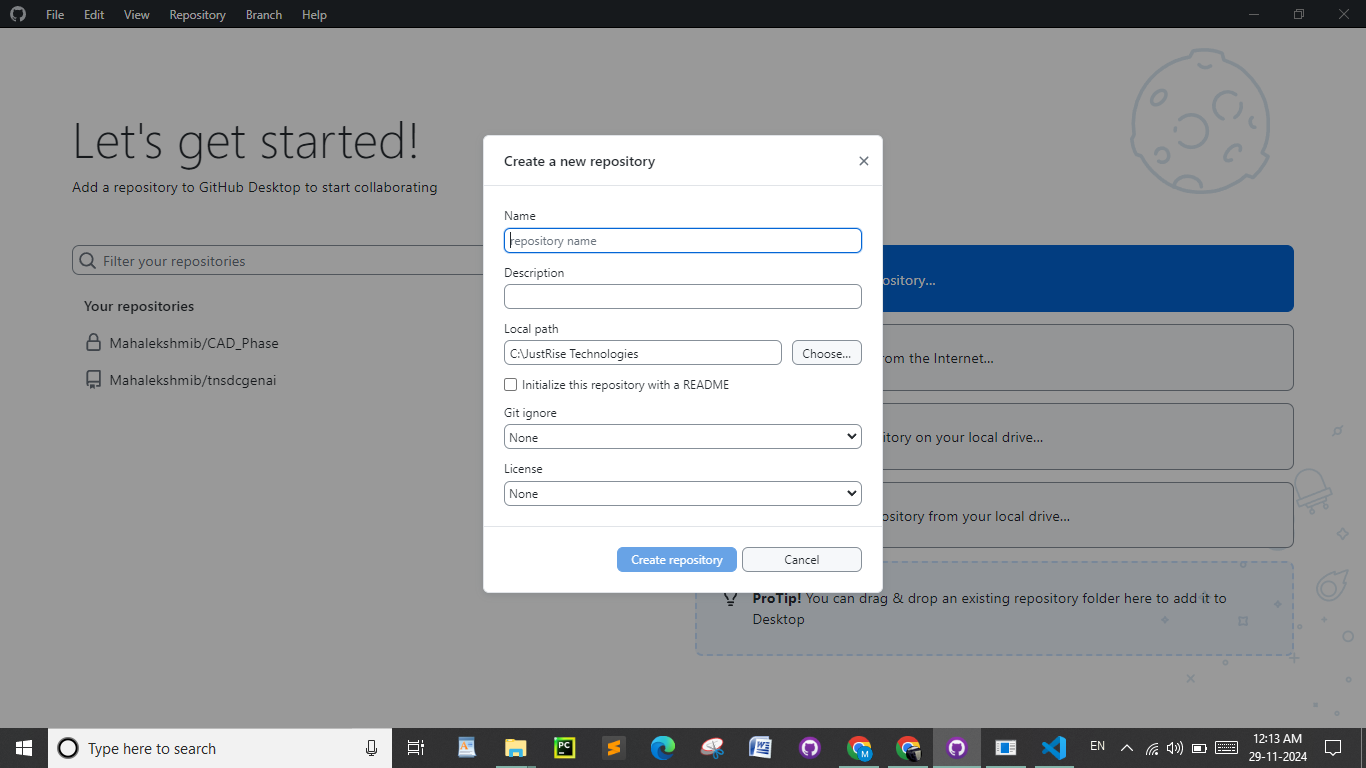 File Edit View Repository Branch Help
Let's get started!
Add a repository to GitHub Desktop to start collaborating
Filter your repositories
Your repositories
Mahalekshmib/CAD_Phase
Mahalekshmib/tnsdcgenai
Create a new repository
Name
repository name
Description
Local path
C:\JustRise Technologies
Choose...
Initialize this repository with a README
Git ignore
None
License
None
Create repository Cancel
ository...
om the Internet...
itory on your local drive...
ository from your local drive...
ProTip! You can drag & drop an existing repository folder here to add it to
Desktop
Type here to search
PC
W
M
EN
12:13 AM
29-11-2024